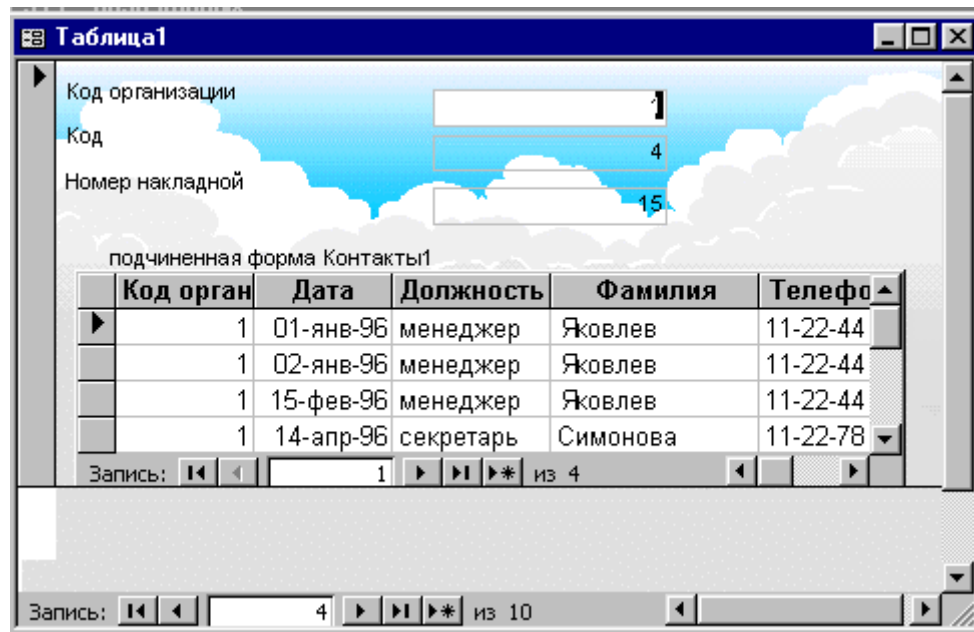 Таблица1
Код организации 1
Код 4
Номер накладной 15
подчиненная форма Контакты1
Код орган Дата Должность Фамилия Телефо
1 01-янв-96 менеджер Яковлев 11-22-44
1 02-янв-96 менеджер Яковлев 11-22-44
1 15-фев-96 менеджер Яковлев 11-22-44
1 14-апр-96 секретарь Симонова 11-22-78
Запись: 1 из 4
Запись: 4 из 10